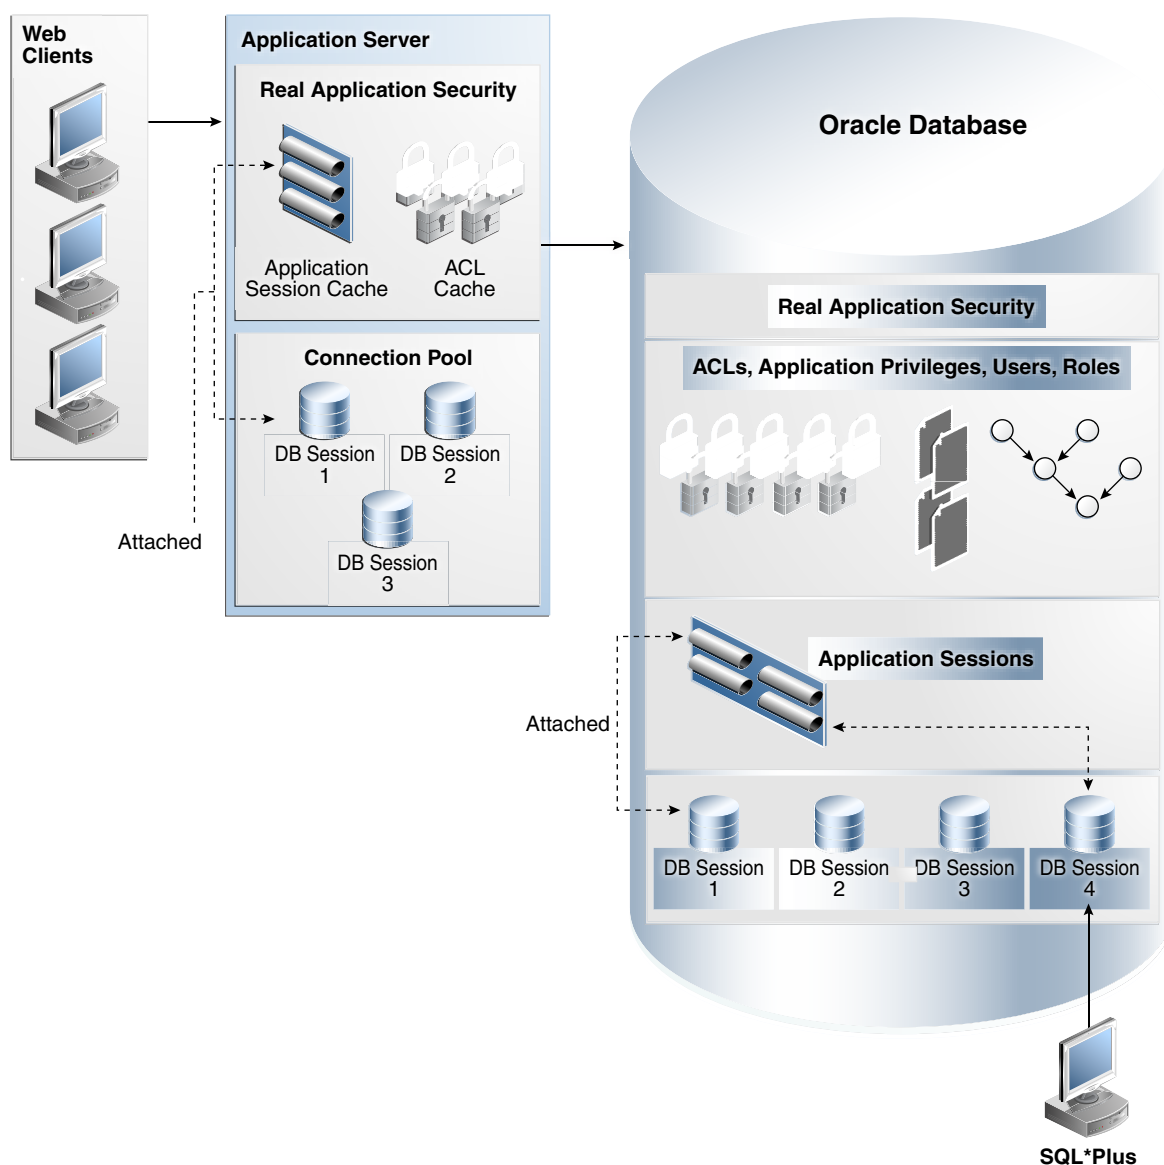 Web
Clients
Application Server
Real Application Security
Application
Session Cache
ACL
Cache
Connection Pool
DB Session
1
DB Session
2
DB Session
3
Attached
Oracle Database
Real Application Security
ACLs, Application Privileges, Users, Roles
Application Sessions
Attached
DB Session
1
DB Session
2
DB Session
3
DB Session
4
SQL*Plus